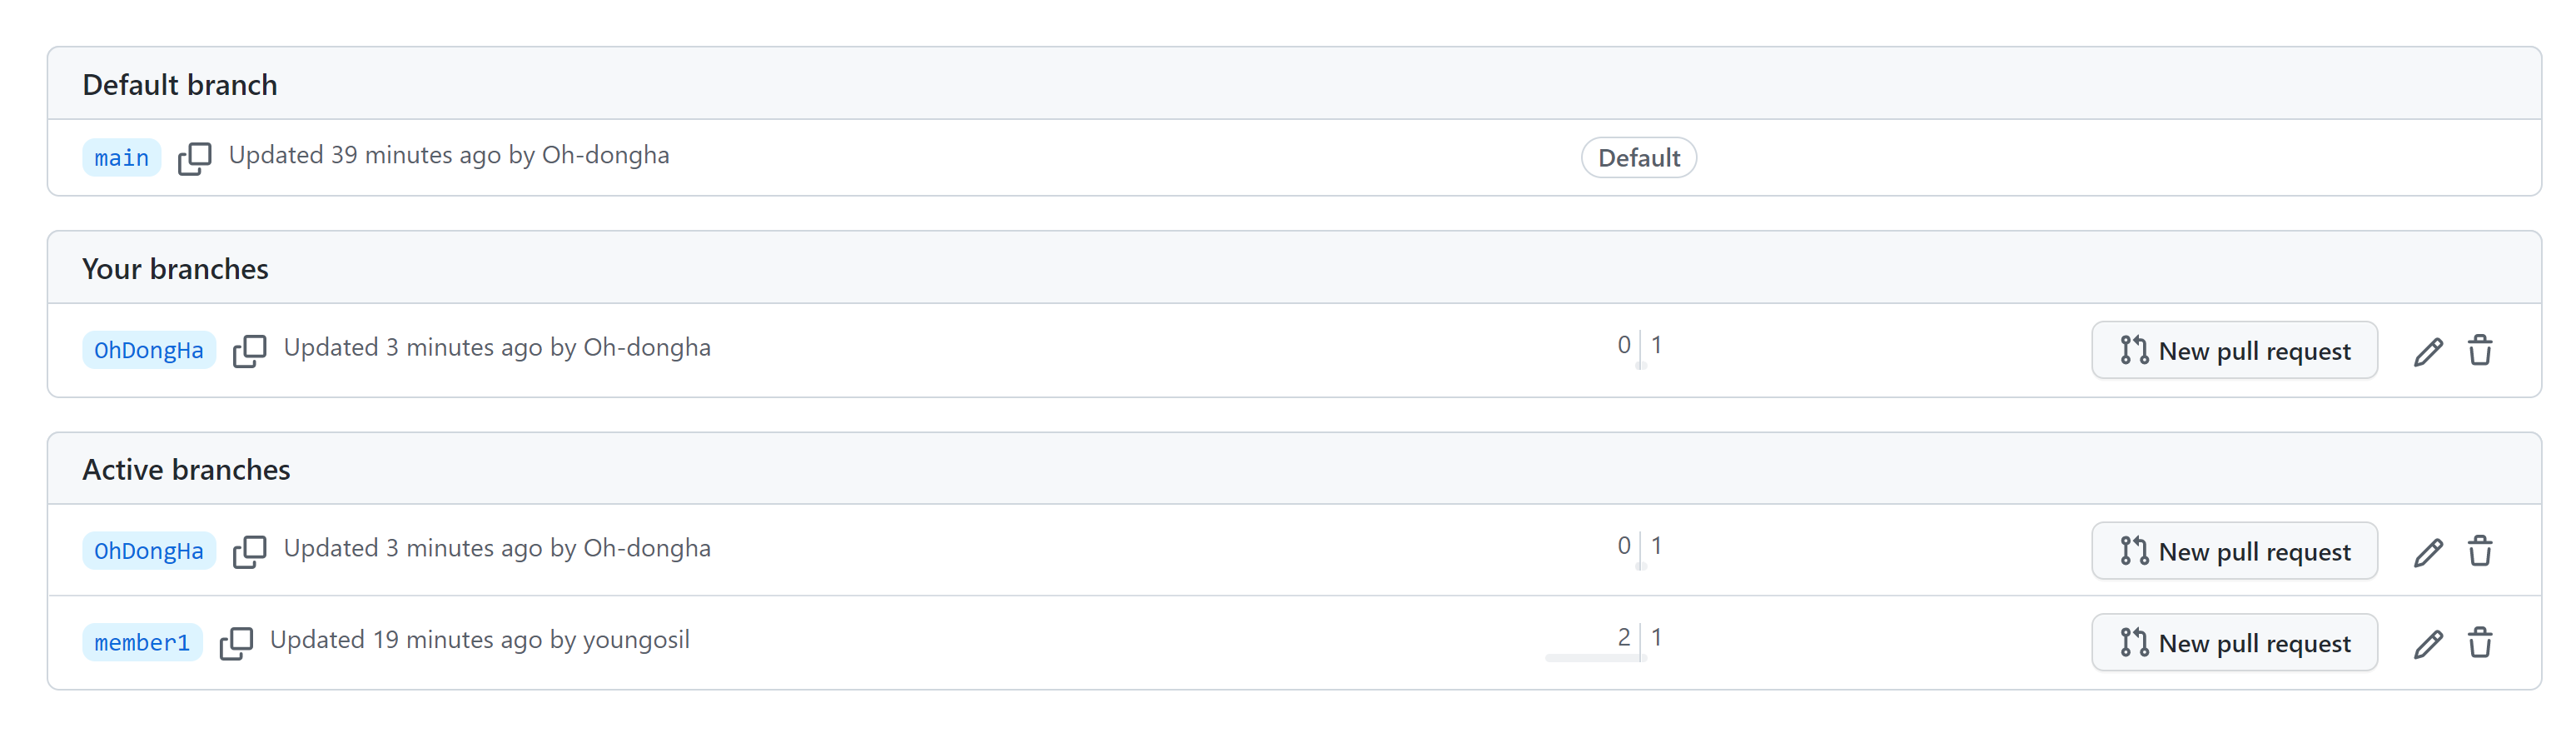 Default branch
main Updated 39 minutes ago by Oh-dongha Default
Your branches
OhDongHa Updated 3 minutes ago by Oh-dongha 0 1 New pull request
Active branches
OhDongHa Updated 3 minutes ago by Oh-dongha 0 1 New pull request
member1 Updated 19 minutes ago by youngosil 2 1 New pull request